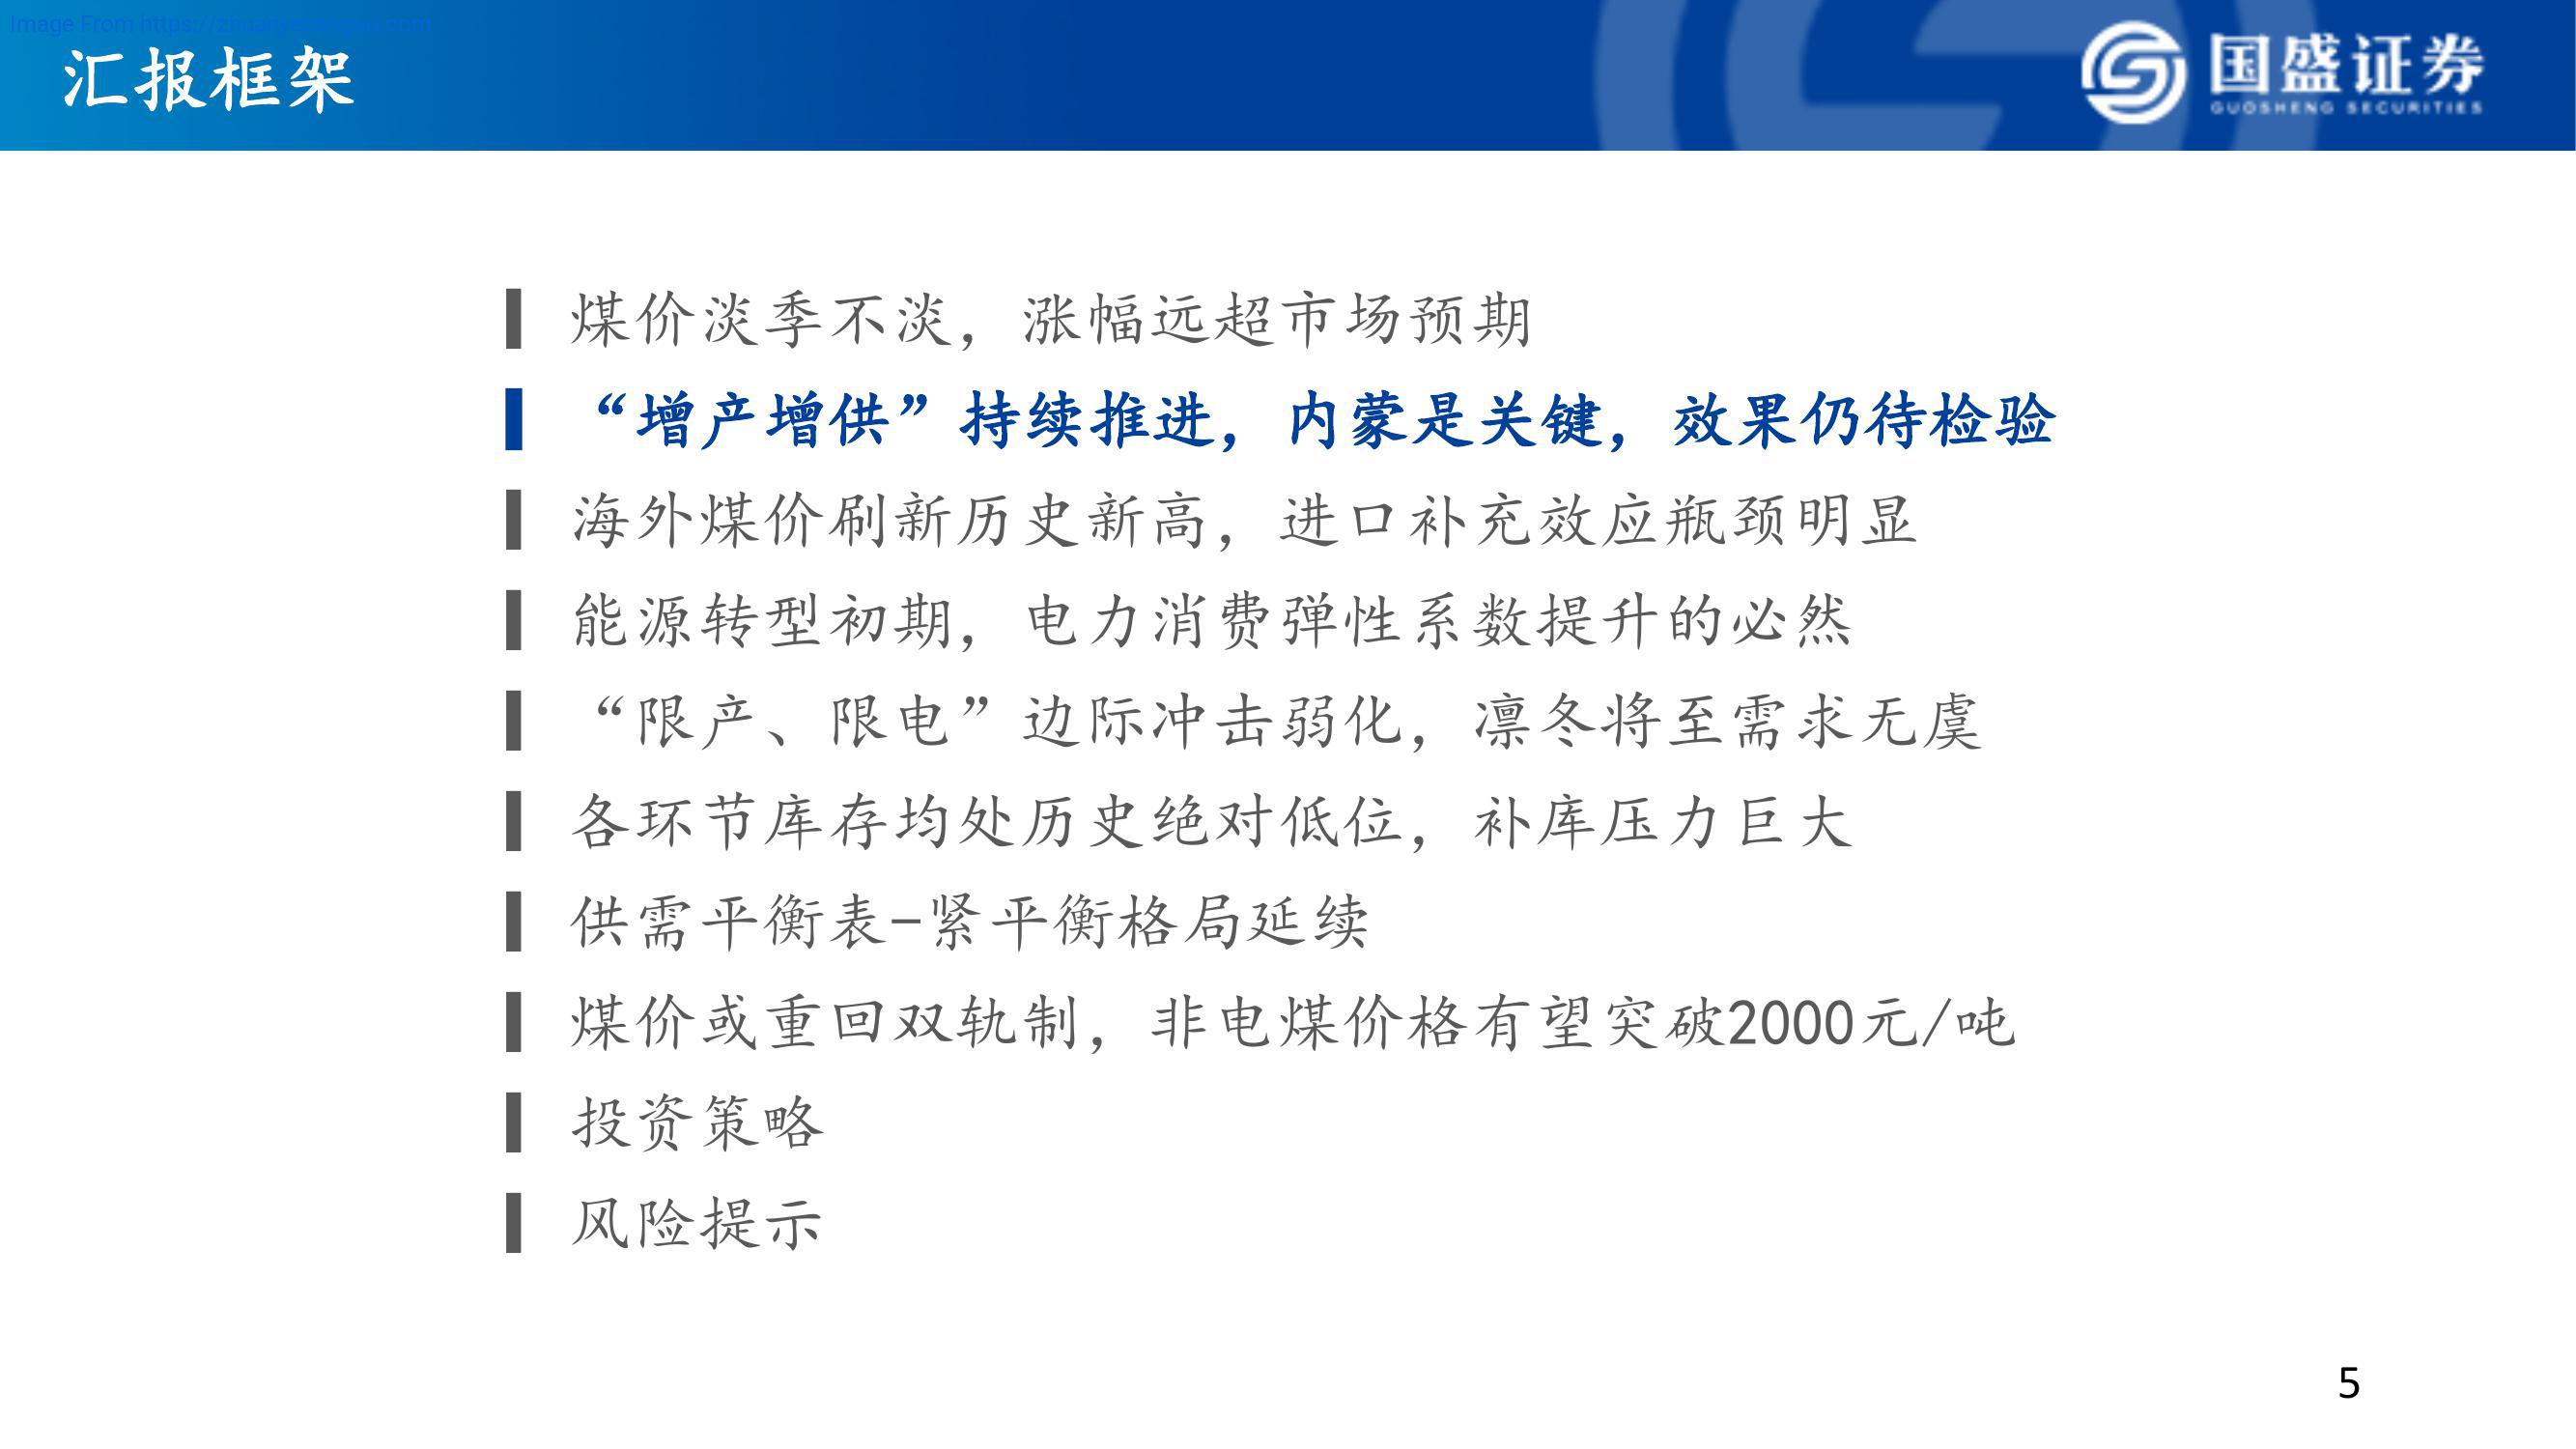 Image From
汇报框架
国盛证券
GUOSHENG SECURITIES
煤价淡季不淡，涨幅远超市场预期
“增产增供”持续推进，内蒙是关键，效果仍待检验
海外煤价刷新历史新高，进口补充效应瓶颈明显
能源转型初期，电力消费弹性系数提升的必然
“限产、限电”边际冲击弱化，凛冬将至需求无虞
各环节库存均处历史绝对低位，补库压力巨大
供需平衡表-紧平衡格局延续
煤价或重回双轨制，非电煤价格有望突破2000元/吨
投资策略
风险提示
5